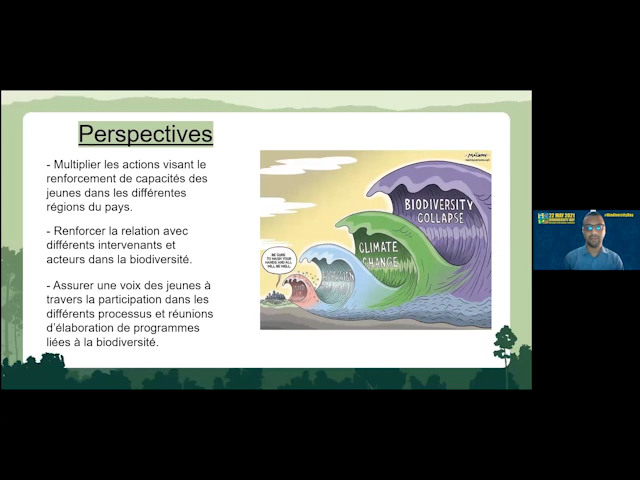 Perspectives
- Multiplier les actions visant le
renforcement de capacités des
jeunes dans les différentes
régions du pays.
- Renforcer la relation avec
différents intervenants et
acteurs dans la biodiversité.
- Assurer une voix des jeunes à
travers la participation dans les
différents processus et réunions
d'élaboration de programmes
liées à la biodiversité.
BIODIVERSITY
COLLAPSE
CLIMATE
CHANGE
BE SURE
TO WASH YOUR
HANDS AND ALL
WILL BE WELL.
22 MAY 2021
BIODIVERSITY DAY
#BiodiversityDay